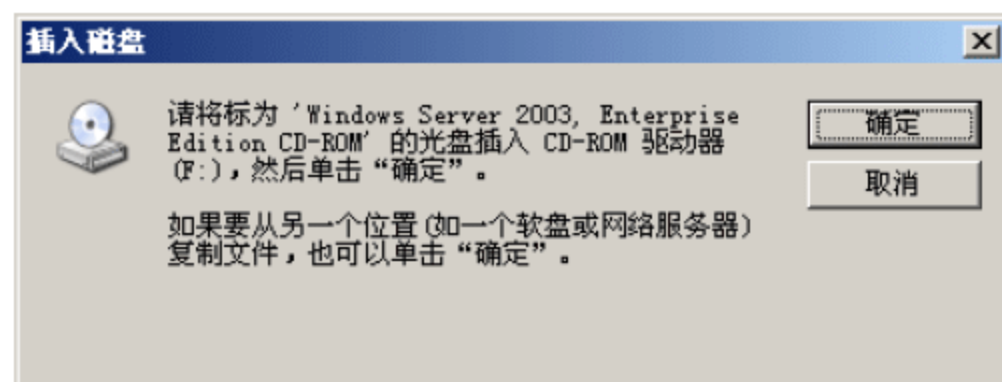 插入磁盘
请将标为 'Windows Server 2003, Enterprise
Edition CD-ROM' 的光盘插入 CD-ROM 驱动器
(F:)，然后单击“确定”。
如果要从另一个位置(如一个软盘或网络服务器)
复制文件，也可以单击“确定”。
确定
取消